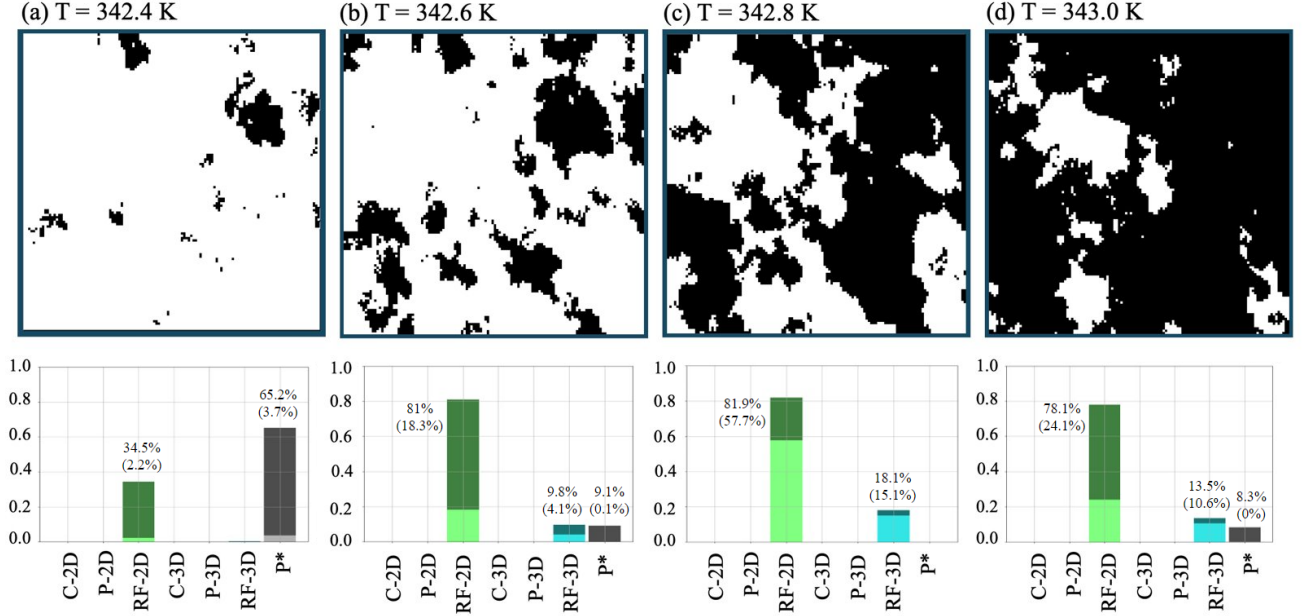 (a) T = 342.4 K
(b) T = 342.6 K
(c) T = 342.8 K
(d) T = 343.0 K
1.0
0.8
0.6
0.4
0.2
0.0
34.5%
(2.2%)
65.2%
(3.7%)
C-2D
P-2D
RF-2D
C-3D
P-3D
RF-3D
P*
1.0
0.8
0.6
0.4
0.2
0.0
81%
(18.3%)
9.8%
(4.1%)
9.1%
(0.1%)
C-2D
P-2D
RF-2D
C-3D
P-3D
RF-3D
P*
1.0
0.8
0.6
0.4
0.2
0.0
81.9%
(57.7%)
18.1%
(15.1%)
C-2D
P-2D
RF-2D
C-3D
P-3D
RF-3D
P*
1.0
0.8
0.6
0.4
0.2
0.0
78.1%
(24.1%)
13.5%
(10.6%)
8.3%
(0%)
C-2D
P-2D
RF-2D
C-3D
P-3D
RF-3D
P*